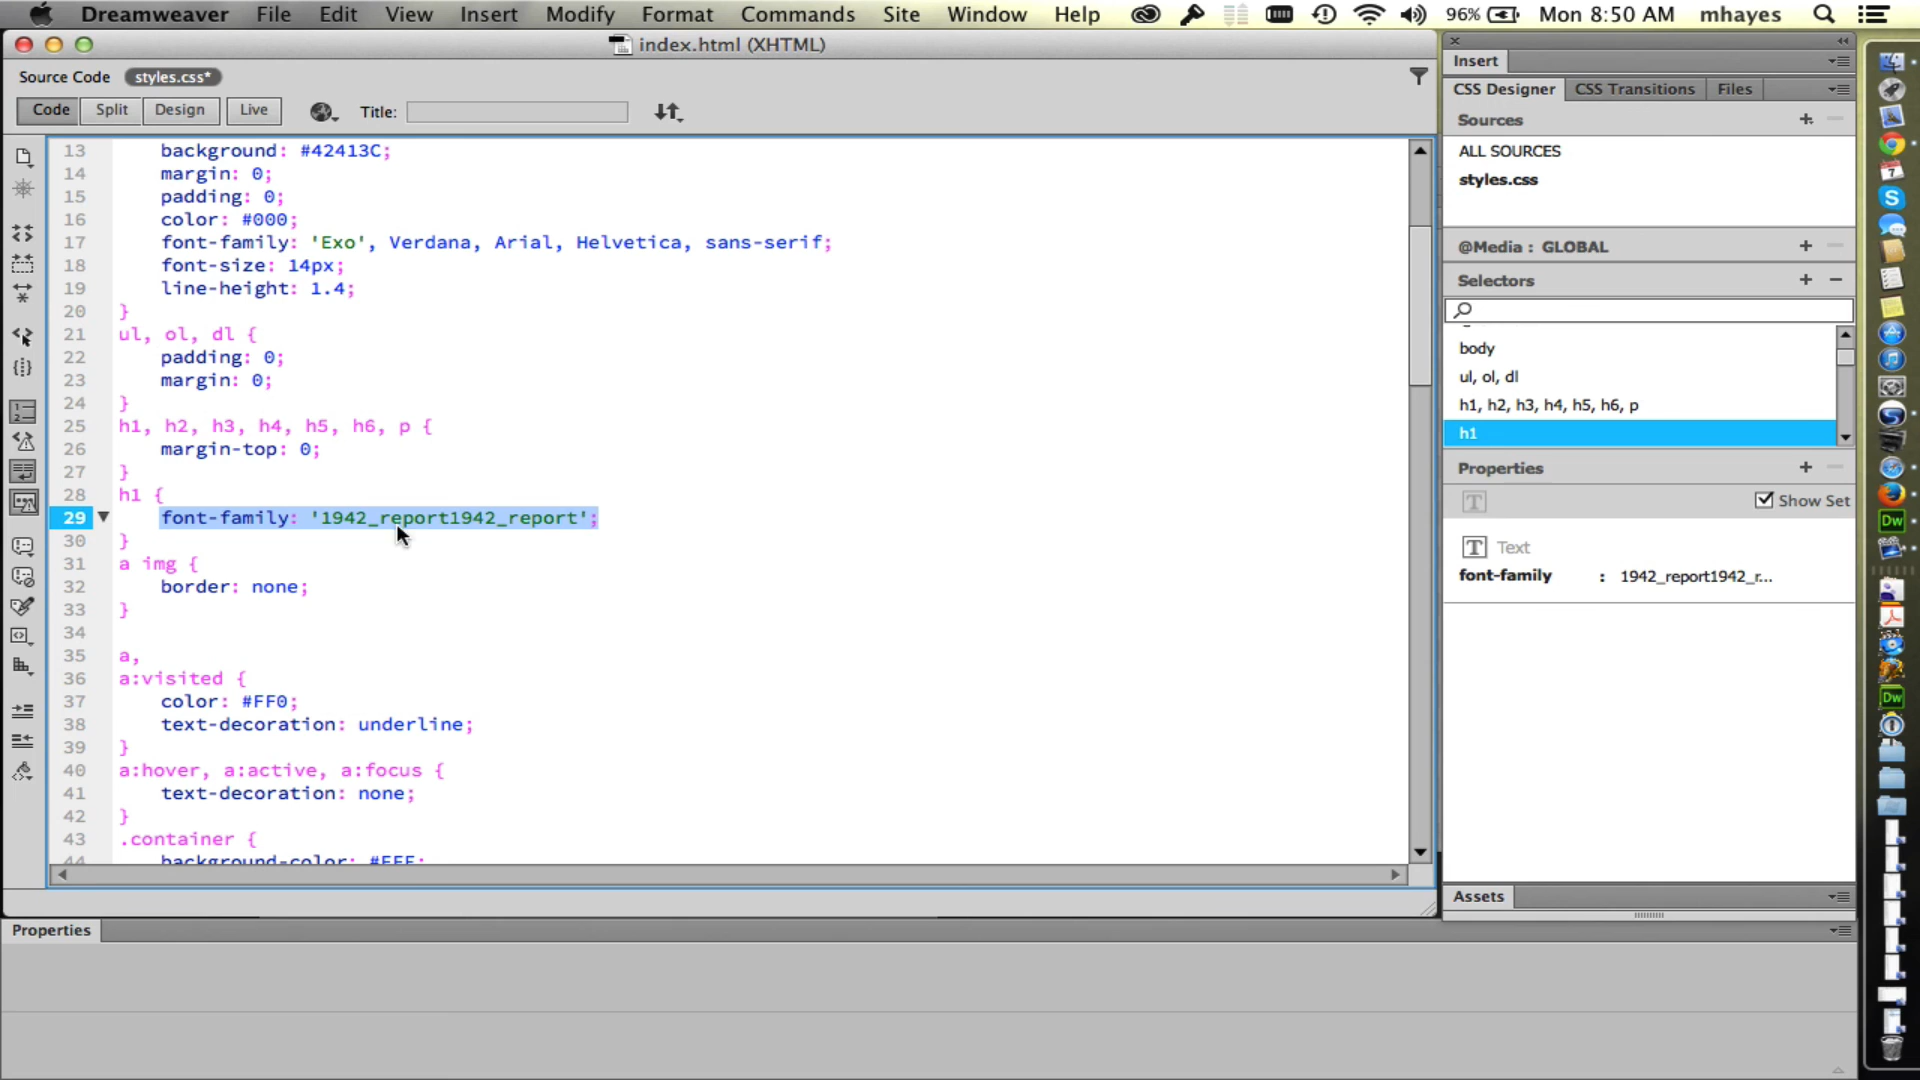 Dreamweaver File Edit View Insert Modify Format Commands Site Window Help 96% Mon 8:50 AM mhayes
index.html (XHTML)
Source Code styles.css*
Code Split Design Live Title:
13 background: #42413C;
14 margin: 0;
15 padding: 0;
16 color: #000;
17 font-family: 'Exo', Verdana, Arial, Helvetica, sans-serif;
18 font-size: 14px;
19 line-height: 1.4;
20 }
21 ul, ol, dl {
22 padding: 0;
23 margin: 0;
24 }
25 h1, h2, h3, h4, h5, h6, p {
26 margin-top: 0;
27 }
28 h1 {
29 font-family: '1942_report1942_report';
30 }
31 a img {
32 border: none;
33 }
34
35 a,
36 a:visited {
37 color: #FF0;
38 text-decoration: underline;
39 }
40 a:hover, a:active, a:focus {
41 text-decoration: none;
42 }
43 .container {
44 background-color: #FFF;
Properties
Insert
CSS Designer CSS Transitions Files
Sources
ALL SOURCES
styles.css
@Media : GLOBAL
Selectors
body
ul, ol, dl
h1, h2, h3, h4, h5, h6, p
h1
Properties
Show Set
T Text
font-family : 1942_report1942_r...
Assets
Dw
Dw